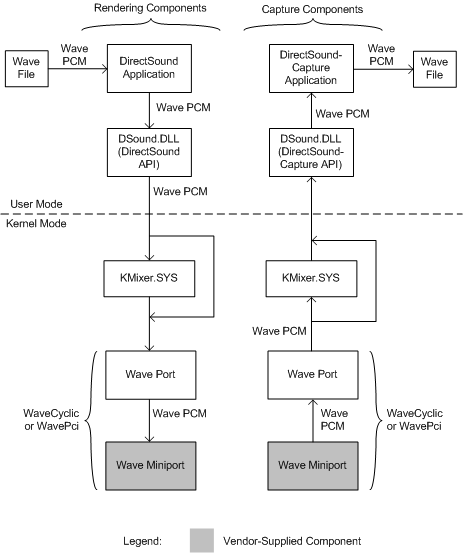 Rendering Components
Capture Components
Wave
File
Wave
PCM
DirectSound
Application
DirectSound-
Capture
Application
Wave
PCM
Wave
File
Wave PCM
Wave PCM
DSound.DLL
(DirectSound
API)
DSound.DLL
(DirectSound-
Capture API)
Wave PCM
User Mode
Kernel Mode
KMixer.SYS
KMixer.SYS
Wave PCM
Wave Port
Wave Port
WaveCyclic
or WavePci
Wave PCM
Wave
PCM
WaveCyclic
or WavePci
Wave Miniport
Wave Miniport
Legend:
Vendor-Supplied Component